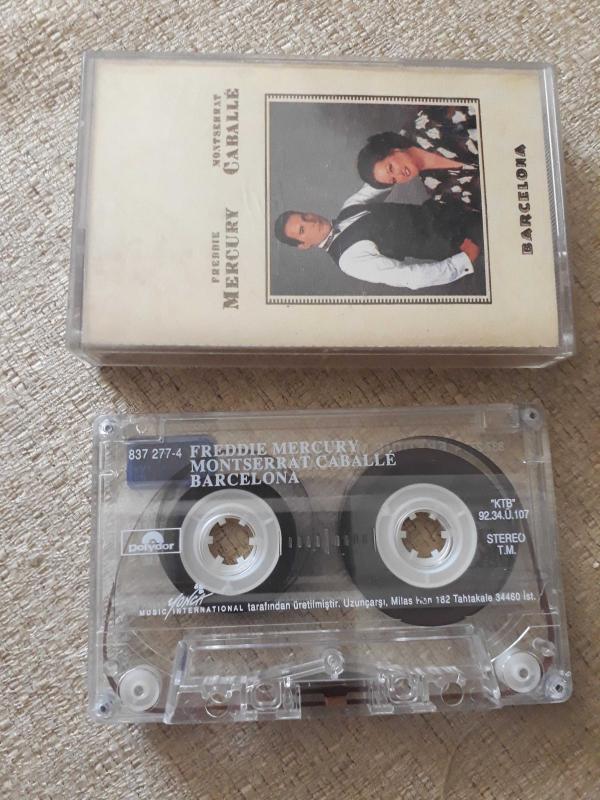 FREDDIE
MERCURY
MONTSERRAT
CABALLÉ
BARCELONA
837 277-4
FREDDIE MERCURY
MONTSERRAT CABALLÉ
BARCELONA
"KTB"
92.34.Ü.107
STEREO
T.M.
Polydor
YONCA
MUSIC INTERNATIONAL tarafından üretilmiştir. Uzunçarşı, Milas Han 182 Tahtakale 34460 İst.